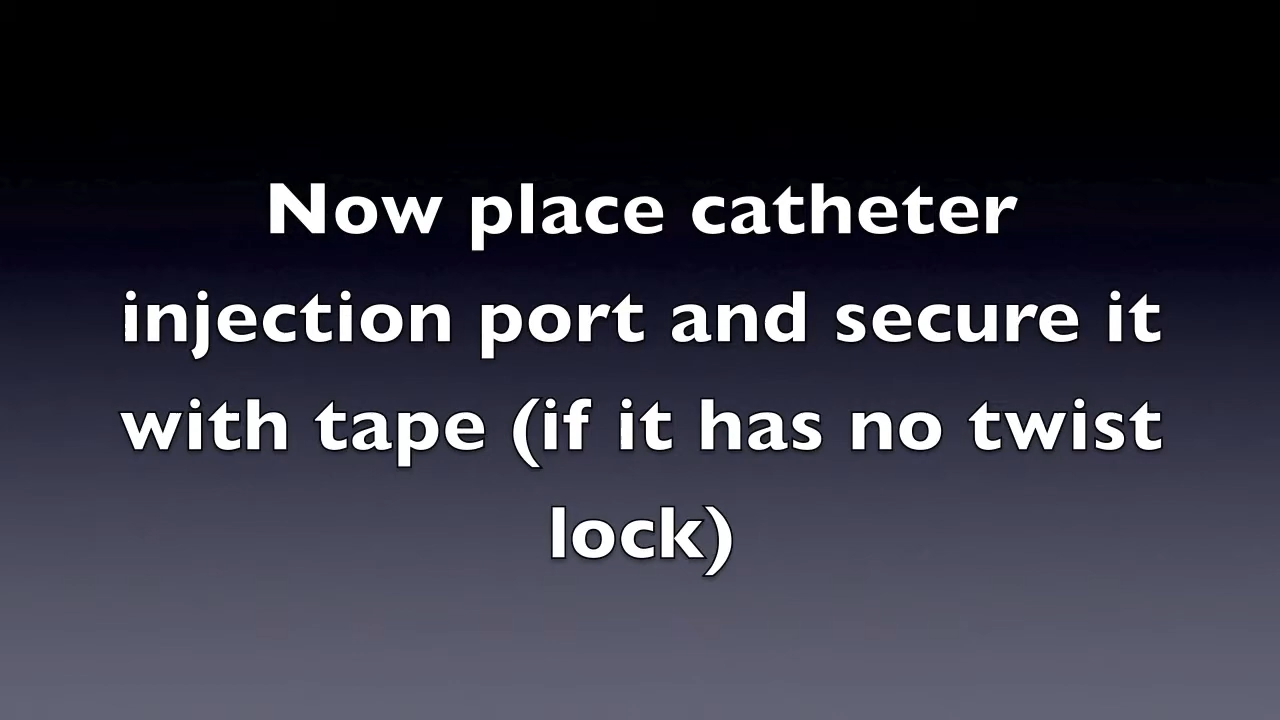 Now place catheter
injection port and secure it
with tape (if it has no twist
lock)